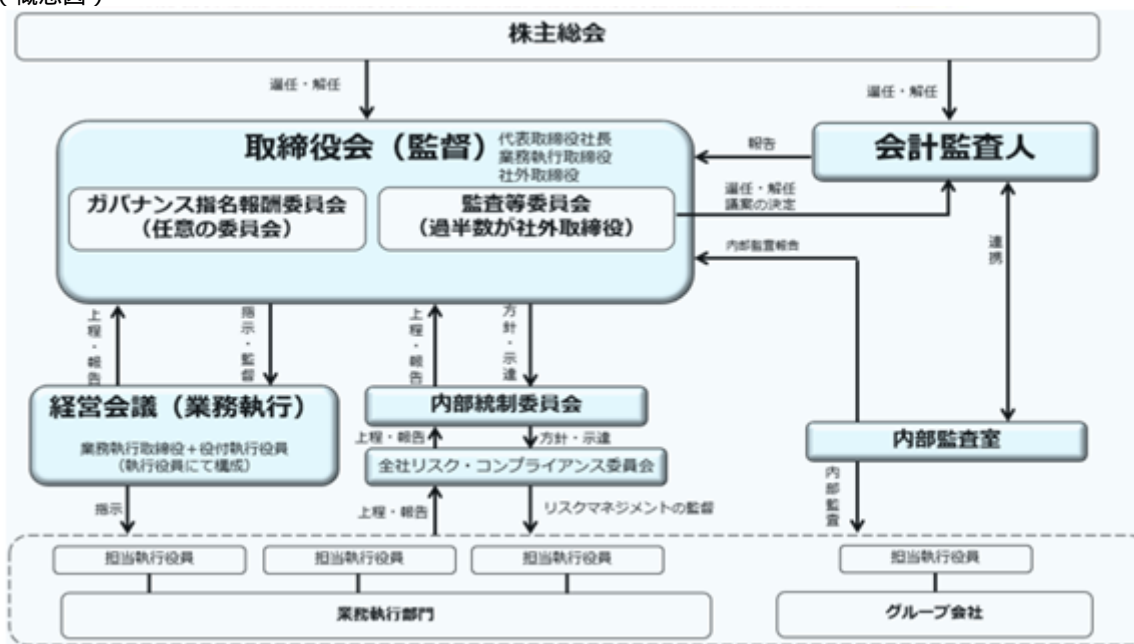 （概念図）
株主総会
選任・解任
選任・解任
取締役会（監督）
代表取締役社長
業務執行取締役
社外取締役
報告
会計監査人
ガバナンス指名報酬委員会
（任意の委員会）
監査等委員会
（過半数が社外取締役）
選任・解任
議案の決定
内部監査報告
連携
上程・報告
指示・監督
上程・報告
方針・示達
経営会議（業務執行）
業務執行取締役＋役付執行役員
（執行役員にて構成）
内部統制委員会
上程・報告
方針・示達
全社リスク・コンプライアンス委員会
内部監査室
指示
上程・報告
リスクマネジメントの監督
内部監査
担当執行役員
担当執行役員
担当執行役員
担当執行役員
業務執行部門
グループ会社